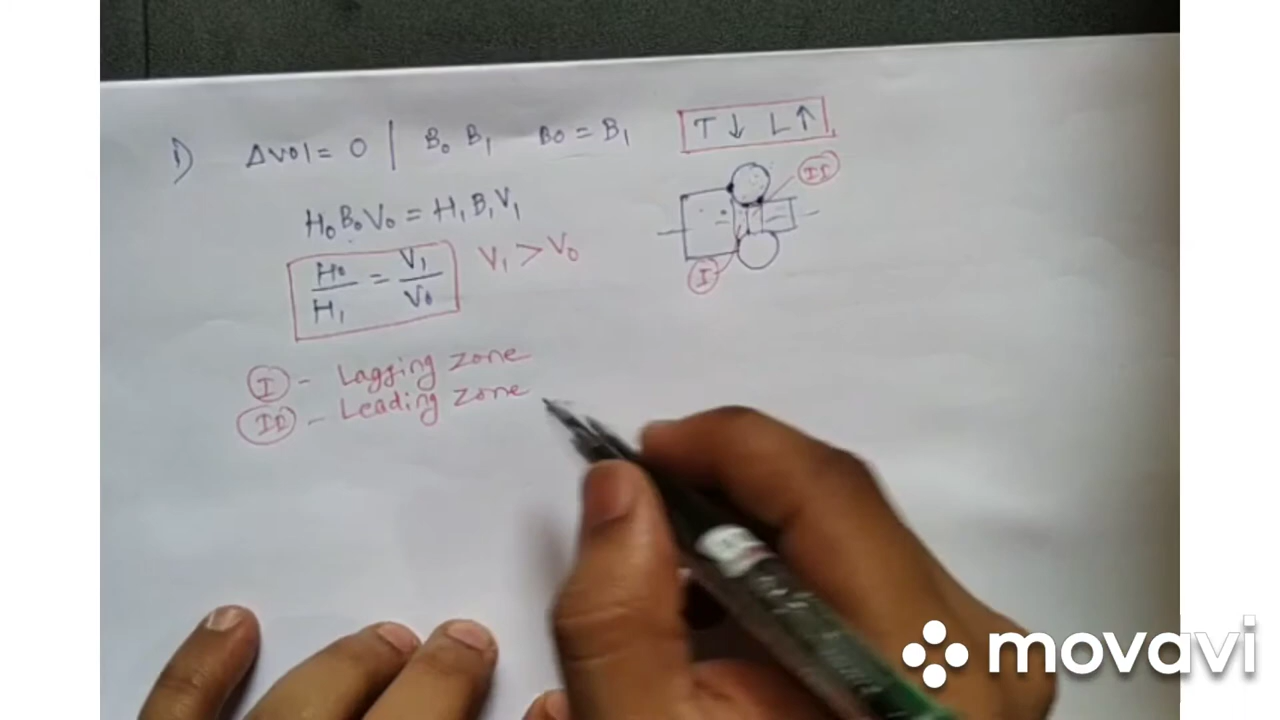 1) Δvol = 0 | B₀ B₁ B₀ = B₁
T ↓ L ↑
H₀B₀V₀ = H₁B₁V₁
H₀/H₁ = V₁/V₀
V₁ > V₀
II
I
I - Lagging zone
II - Leading zone
movavi